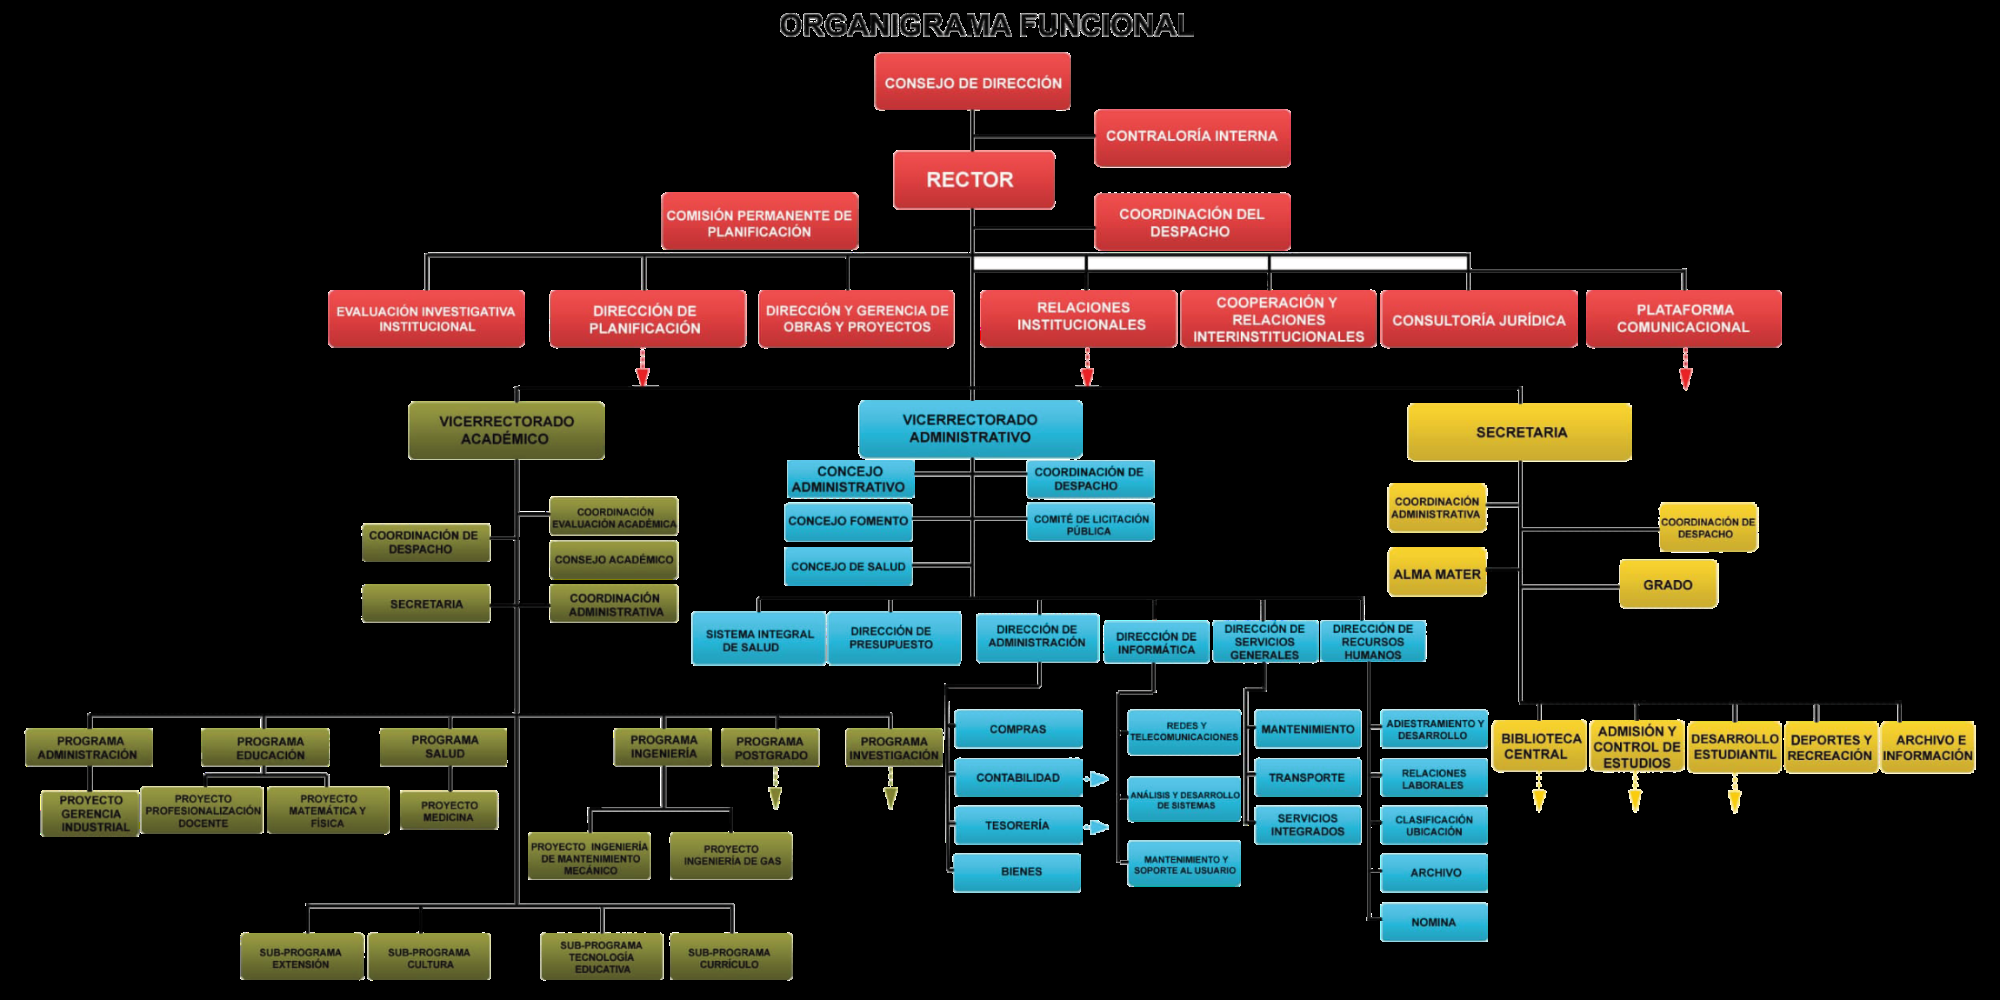 ORGANIGRAMA FUNCIONAL
CONSEJO DE DIRECCIÓN
CONTRALORÍA INTERNA
RECTOR
COMISIÓN PERMANENTE DE
PLANIFICACIÓN
COORDINACIÓN DEL
DESPACHO
EVALUACIÓN INVESTIGATIVA
INSTITUCIONAL
DIRECCIÓN DE
PLANIFICACIÓN
DIRECCIÓN Y GERENCIA DE
OBRAS Y PROYECTOS
RELACIONES
INSTITUCIONALES
COOPERACIÓN Y
RELACIONES
INTERINSTITUCIONALES
CONSULTORÍA JURÍDICA
PLATAFORMA
COMUNICACIONAL
VICERRECTORADO
ACADÉMICO
VICERRECTORADO
ADMINISTRATIVO
SECRETARIA
COORDINACIÓN
EVALUACIÓN ACADÉMICA
COORDINACIÓN DE
DESPACHO
CONSEJO ACADÉMICO
SECRETARIA
COORDINACIÓN
ADMINISTRATIVA
CONCEJO
ADMINISTRATIVO
COORDINACIÓN DE
DESPACHO
CONCEJO FOMENTO
COMITÉ DE LICITACIÓN
PÚBLICA
CONCEJO DE SALUD
COORDINACIÓN
ADMINISTRATIVA
COORDINACIÓN DE
DESPACHO
ALMA MATER
GRADO
SISTEMA INTEGRAL
DE SALUD
DIRECCIÓN DE
PRESUPUESTO
DIRECCIÓN DE
ADMINISTRACIÓN
DIRECCIÓN DE
INFORMÁTICA
DIRECCIÓN DE
SERVICIOS
GENERALES
DIRECCIÓN DE
RECURSOS
HUMANOS
PROGRAMA
ADMINISTRACIÓN
PROGRAMA
EDUCACIÓN
PROGRAMA
SALUD
PROGRAMA
INGENIERÍA
PROGRAMA
POSTGRADO
PROGRAMA
INVESTIGACIÓN
PROYECTO
GERENCIA
INDUSTRIAL
PROYECTO
PROFESIONALIZACIÓN
DOCENTE
PROYECTO
MATEMÁTICA Y
FÍSICA
PROYECTO
MEDICINA
PROYECTO INGENIERÍA
DE MANTENIMIENTO
MECÁNICO
PROYECTO
INGENIERÍA DE GAS
SUB-PROGRAMA
EXTENSIÓN
SUB-PROGRAMA
CULTURA
SUB-PROGRAMA
TECNOLOGÍA
EDUCATIVA
SUB-PROGRAMA
CURRÍCULO
COMPRAS
CONTABILIDAD
TESORERÍA
BIENES
REDES Y
TELECOMUNICACIONES
ANÁLISIS Y DESARROLLO
DE SISTEMAS
MANTENIMIENTO Y
SOPORTE AL USUARIO
MANTENIMIENTO
TRANSPORTE
SERVICIOS
INTEGRADOS
ADIESTRAMIENTO Y
DESARROLLO
RELACIONES
LABORALES
CLASIFICACIÓN
UBICACIÓN
ARCHIVO
NOMINA
BIBLIOTECA
CENTRAL
ADMISIÓN Y
CONTROL DE
ESTUDIOS
DESARROLLO
ESTUDIANTIL
DEPORTES Y
RECREACIÓN
ARCHIVO E
INFORMACIÓN